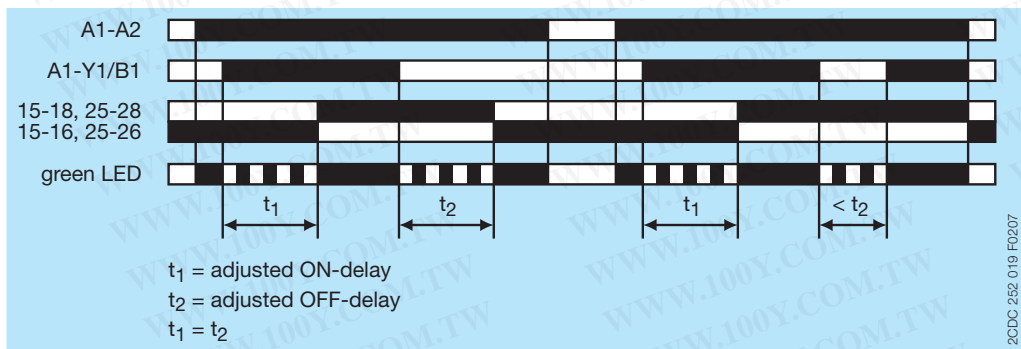 A1-A2
A1-Y1/B1
15-18, 25-28
15-16, 25-26
green LED
t₁ t₂ t₁ < t₂
t₁ = adjusted ON-delay
t₂ = adjusted OFF-delay
t₁ = t₂
2CDC 252 019 F0207
WWW.100Y.COM.TW